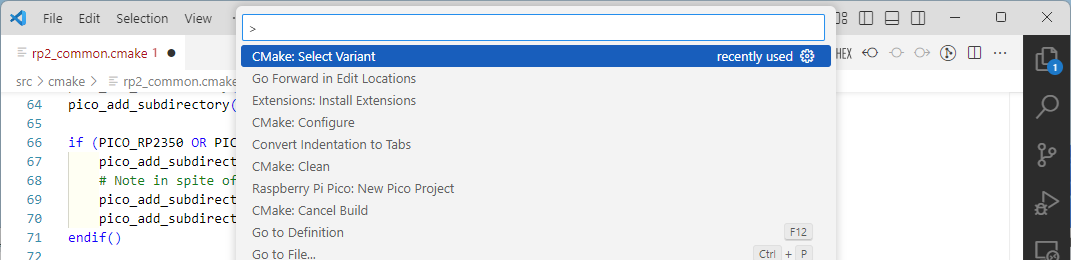 File Edit Selection View ···
>
rp2_common.cmake 1 ●
HEX
CMake: Select Variant recently used
Go Forward in Edit Locations
src > cmake > rp2_common.cmake
Extensions: Install Extensions
64 pico_add_subdirectory(
CMake: Configure
65
66 if (PICO_RP2350 OR PIC
Convert Indentation to Tabs
67 pico_add_subdirect
CMake: Clean
68 # Note in spite of
Raspberry Pi Pico: New Pico Project
69 pico_add_subdirect
CMake: Cancel Build
70 pico_add_subdirect
Go to Definition F12
71 endif()
Go to File... Ctrl + P
72
1